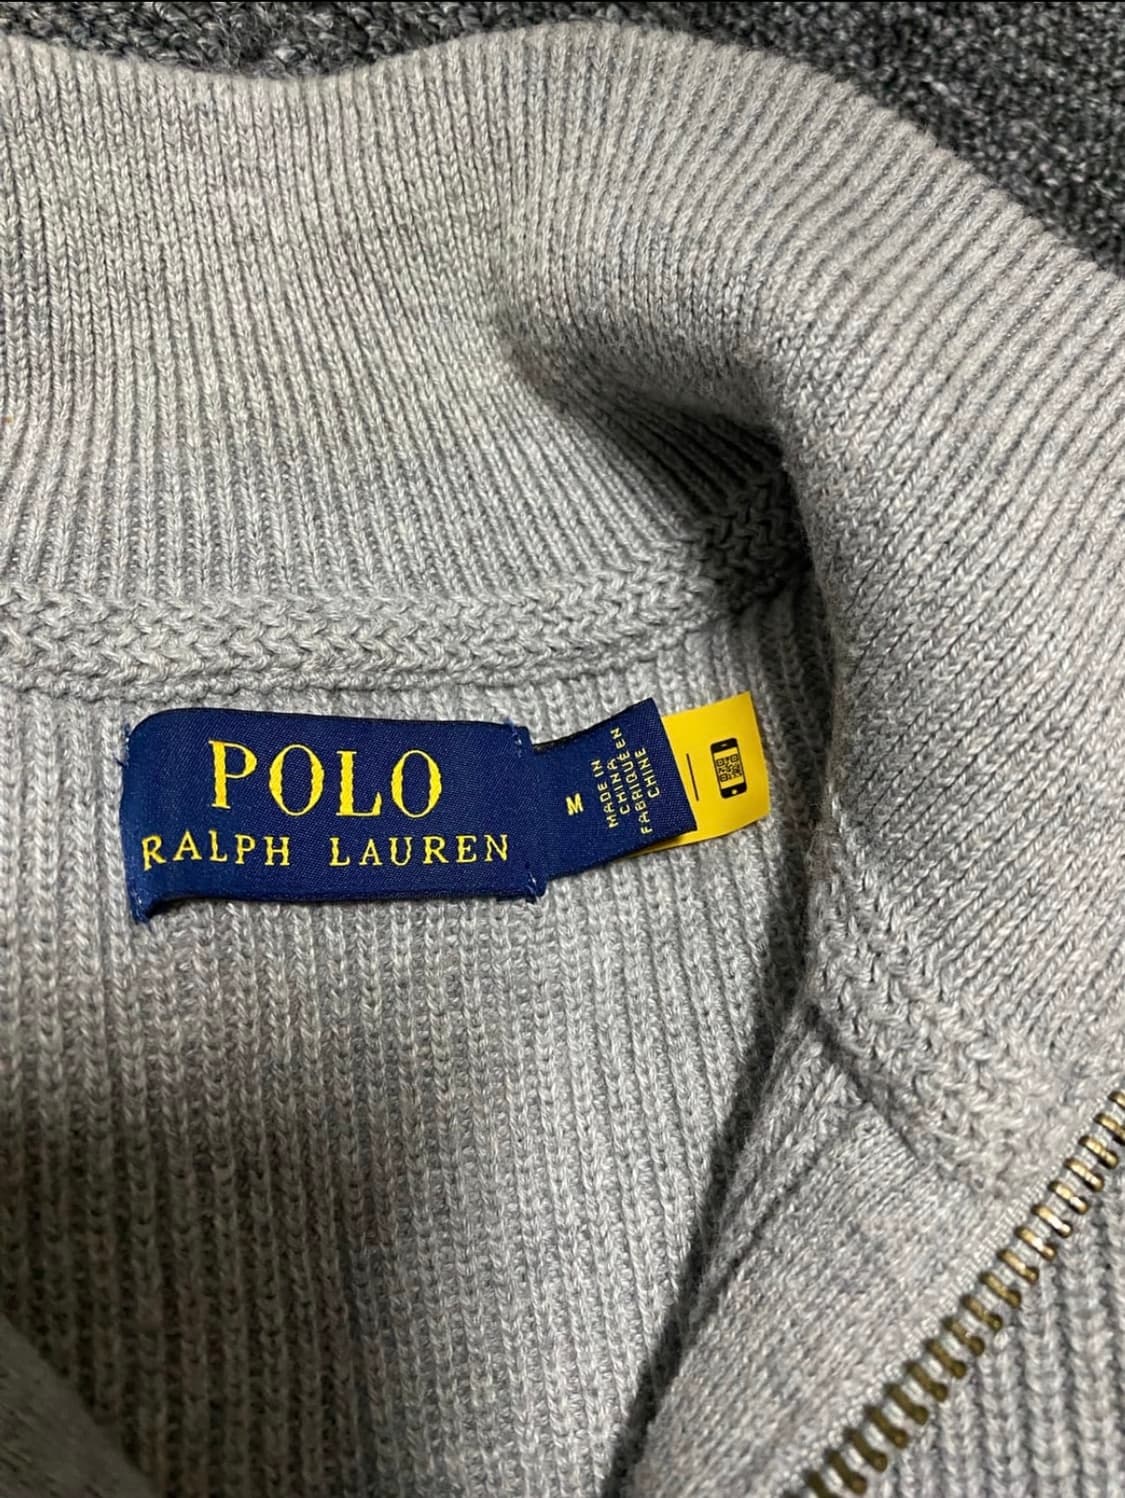 POLO
RALPH LAUREN
M
MADE IN
CHINA
FABRIQUÉ EN
CHINE